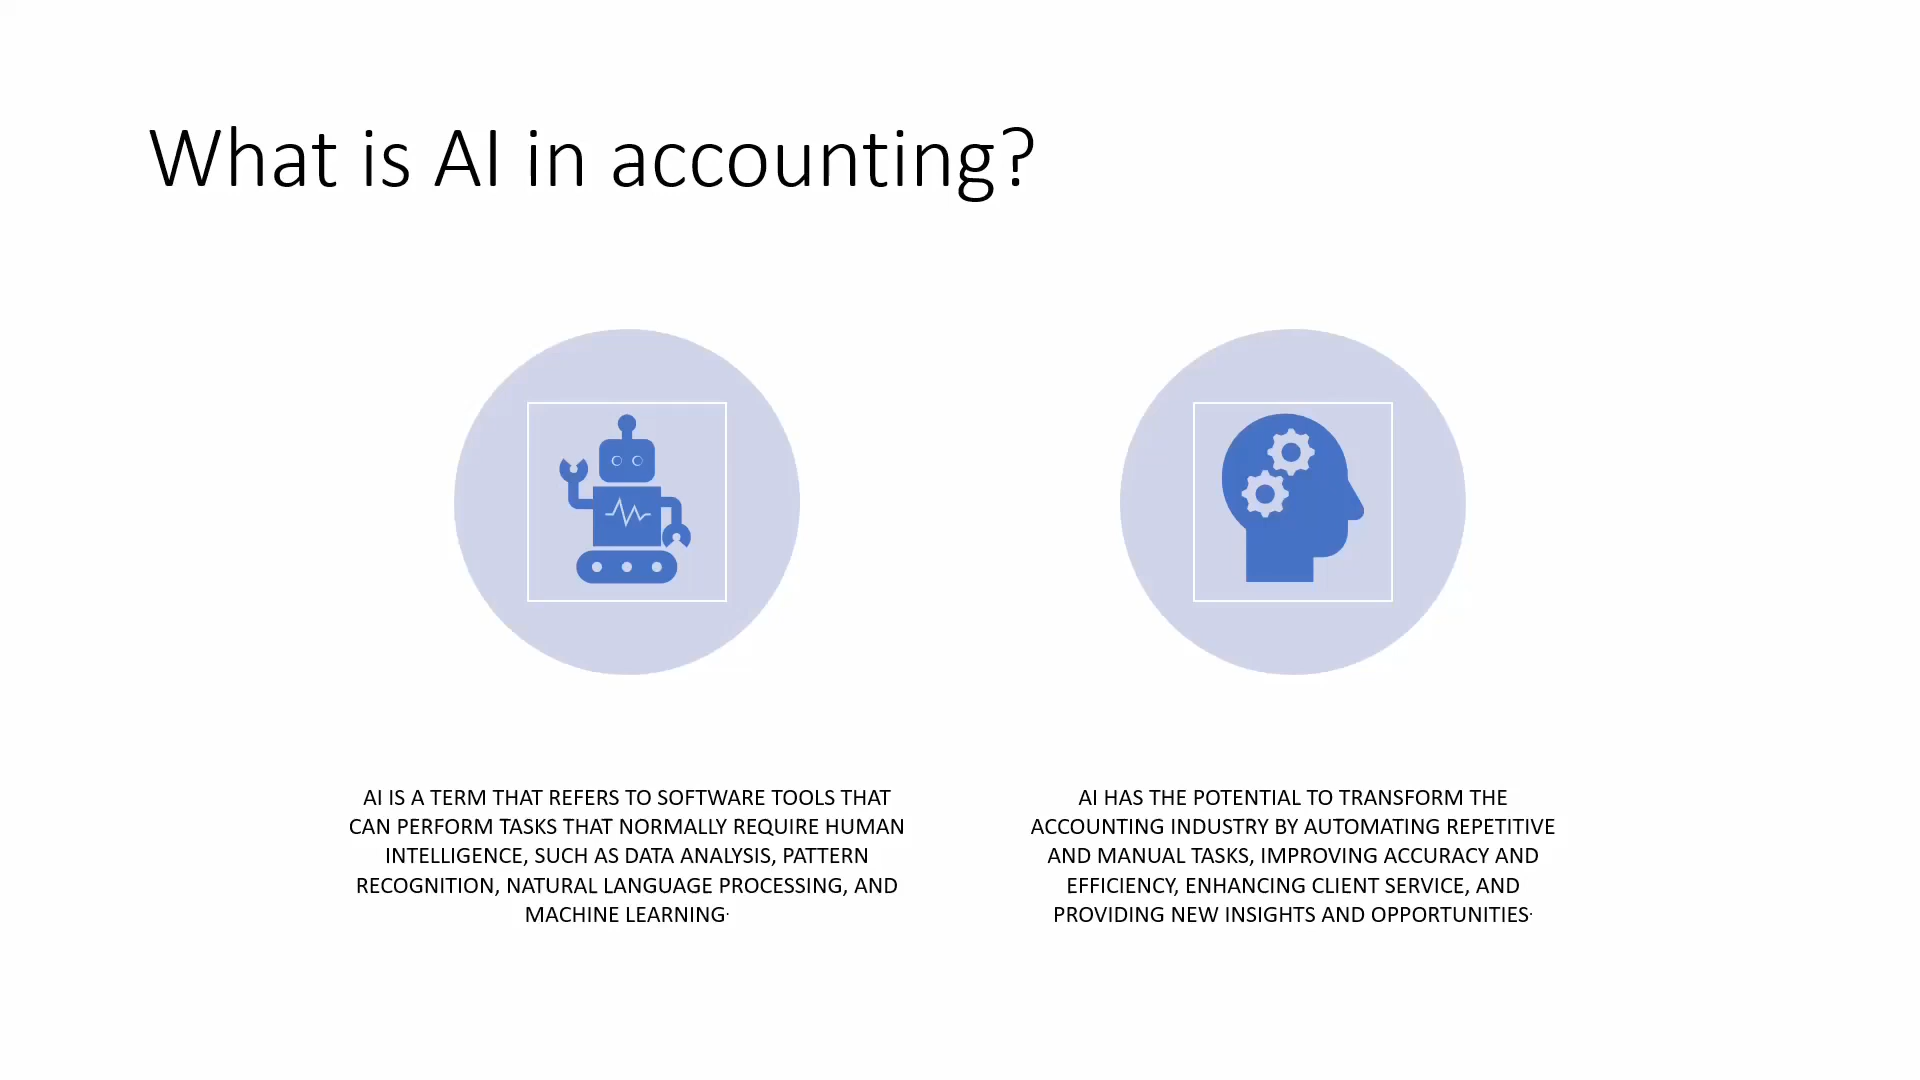 What is AI in accounting?
AI IS A TERM THAT REFERS TO SOFTWARE TOOLS THAT
CAN PERFORM TASKS THAT NORMALLY REQUIRE HUMAN
INTELLIGENCE, SUCH AS DATA ANALYSIS, PATTERN
RECOGNITION, NATURAL LANGUAGE PROCESSING, AND
MACHINE LEARNING.
AI HAS THE POTENTIAL TO TRANSFORM THE
ACCOUNTING INDUSTRY BY AUTOMATING REPETITIVE
AND MANUAL TASKS, IMPROVING ACCURACY AND
EFFICIENCY, ENHANCING CLIENT SERVICE, AND
PROVIDING NEW INSIGHTS AND OPPORTUNITIES.